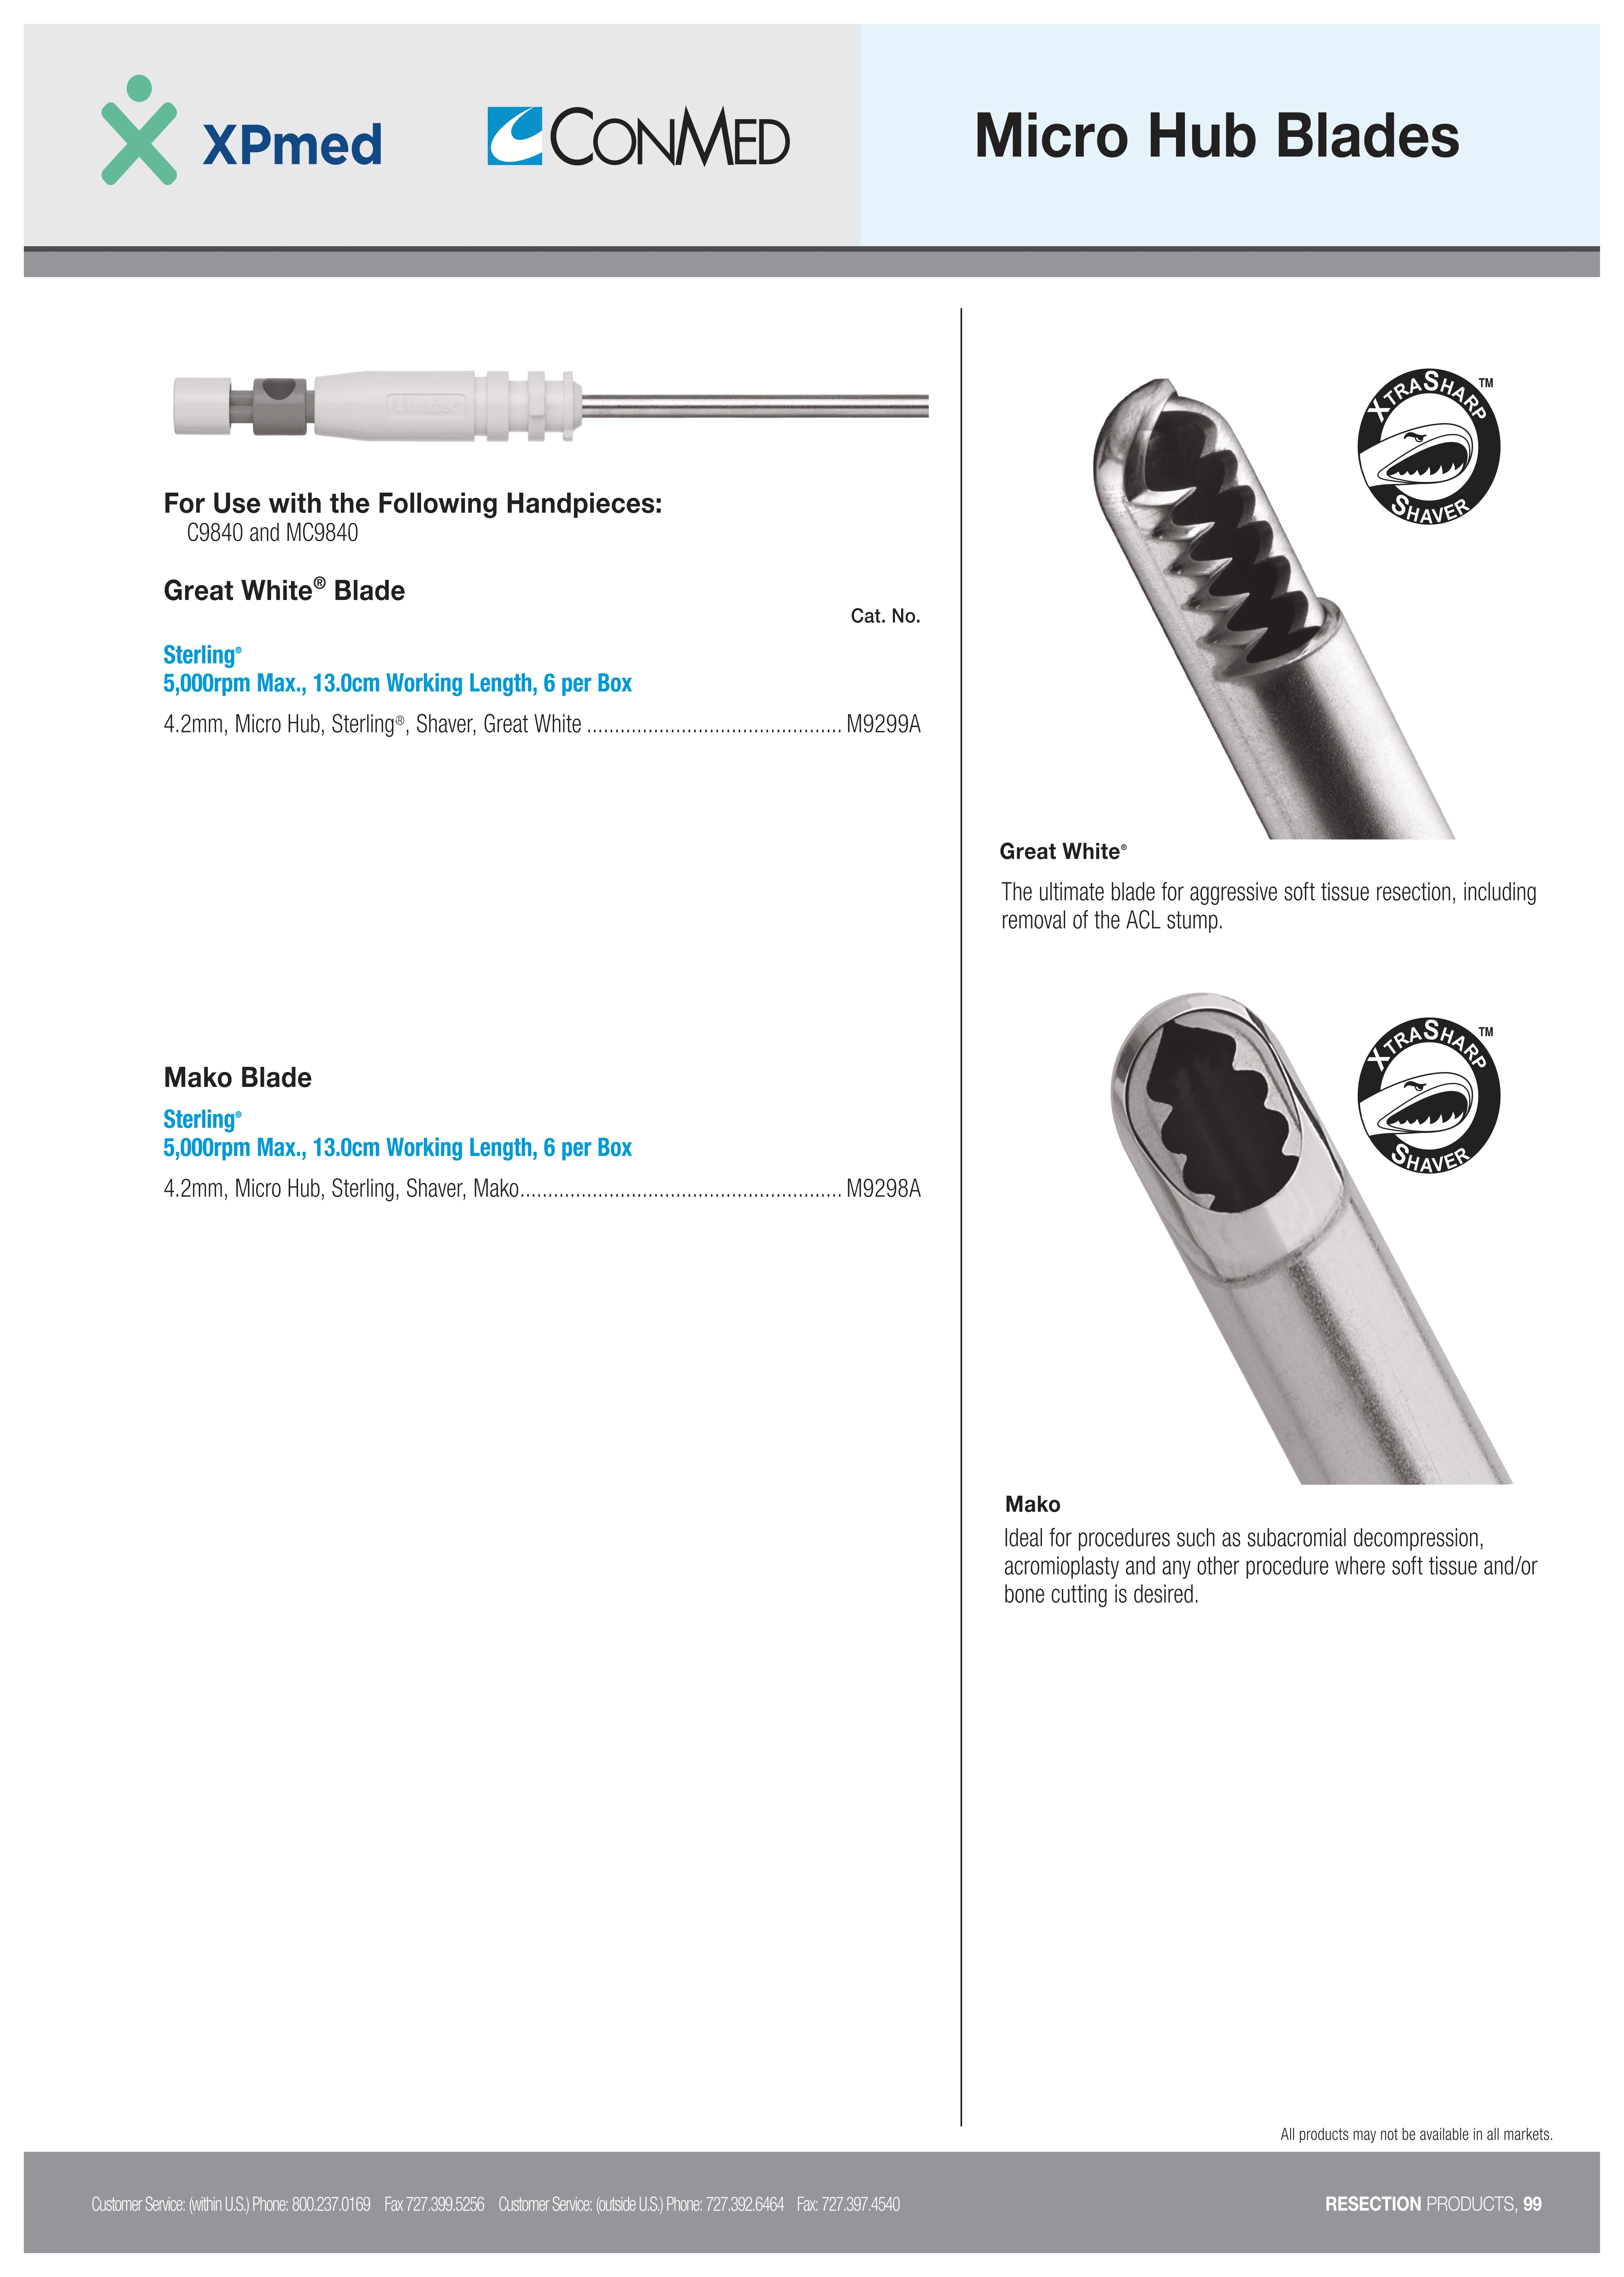 XPmed
CONMED
Micro Hub Blades
Linvatec
For Use with the Following Handpieces:
C9840 and MC9840
Great White® Blade
Cat. No.
Sterling®
5,000rpm Max., 13.0cm Working Length, 6 per Box
4.2mm, Micro Hub, Sterling®, Shaver, Great White .............................................. M9299A
Mako Blade
Sterling®
5,000rpm Max., 13.0cm Working Length, 6 per Box
4.2mm, Micro Hub, Sterling, Shaver, Mako.......................................................... M9298A
XTRASHARP ™
SHAVER
Great White®
The ultimate blade for aggressive soft tissue resection, including
removal of the ACL stump.
XTRASHARP ™
SHAVER
Mako
Ideal for procedures such as subacromial decompression,
acromioplasty and any other procedure where soft tissue and/or
bone cutting is desired.
All products may not be available in all markets.
Customer Service: (within U.S.) Phone: 800.237.0169 Fax 727.399.5256 Customer Service: (outside U.S.) Phone: 727.392.6464 Fax: 727.397.4540
RESECTION PRODUCTS, 99